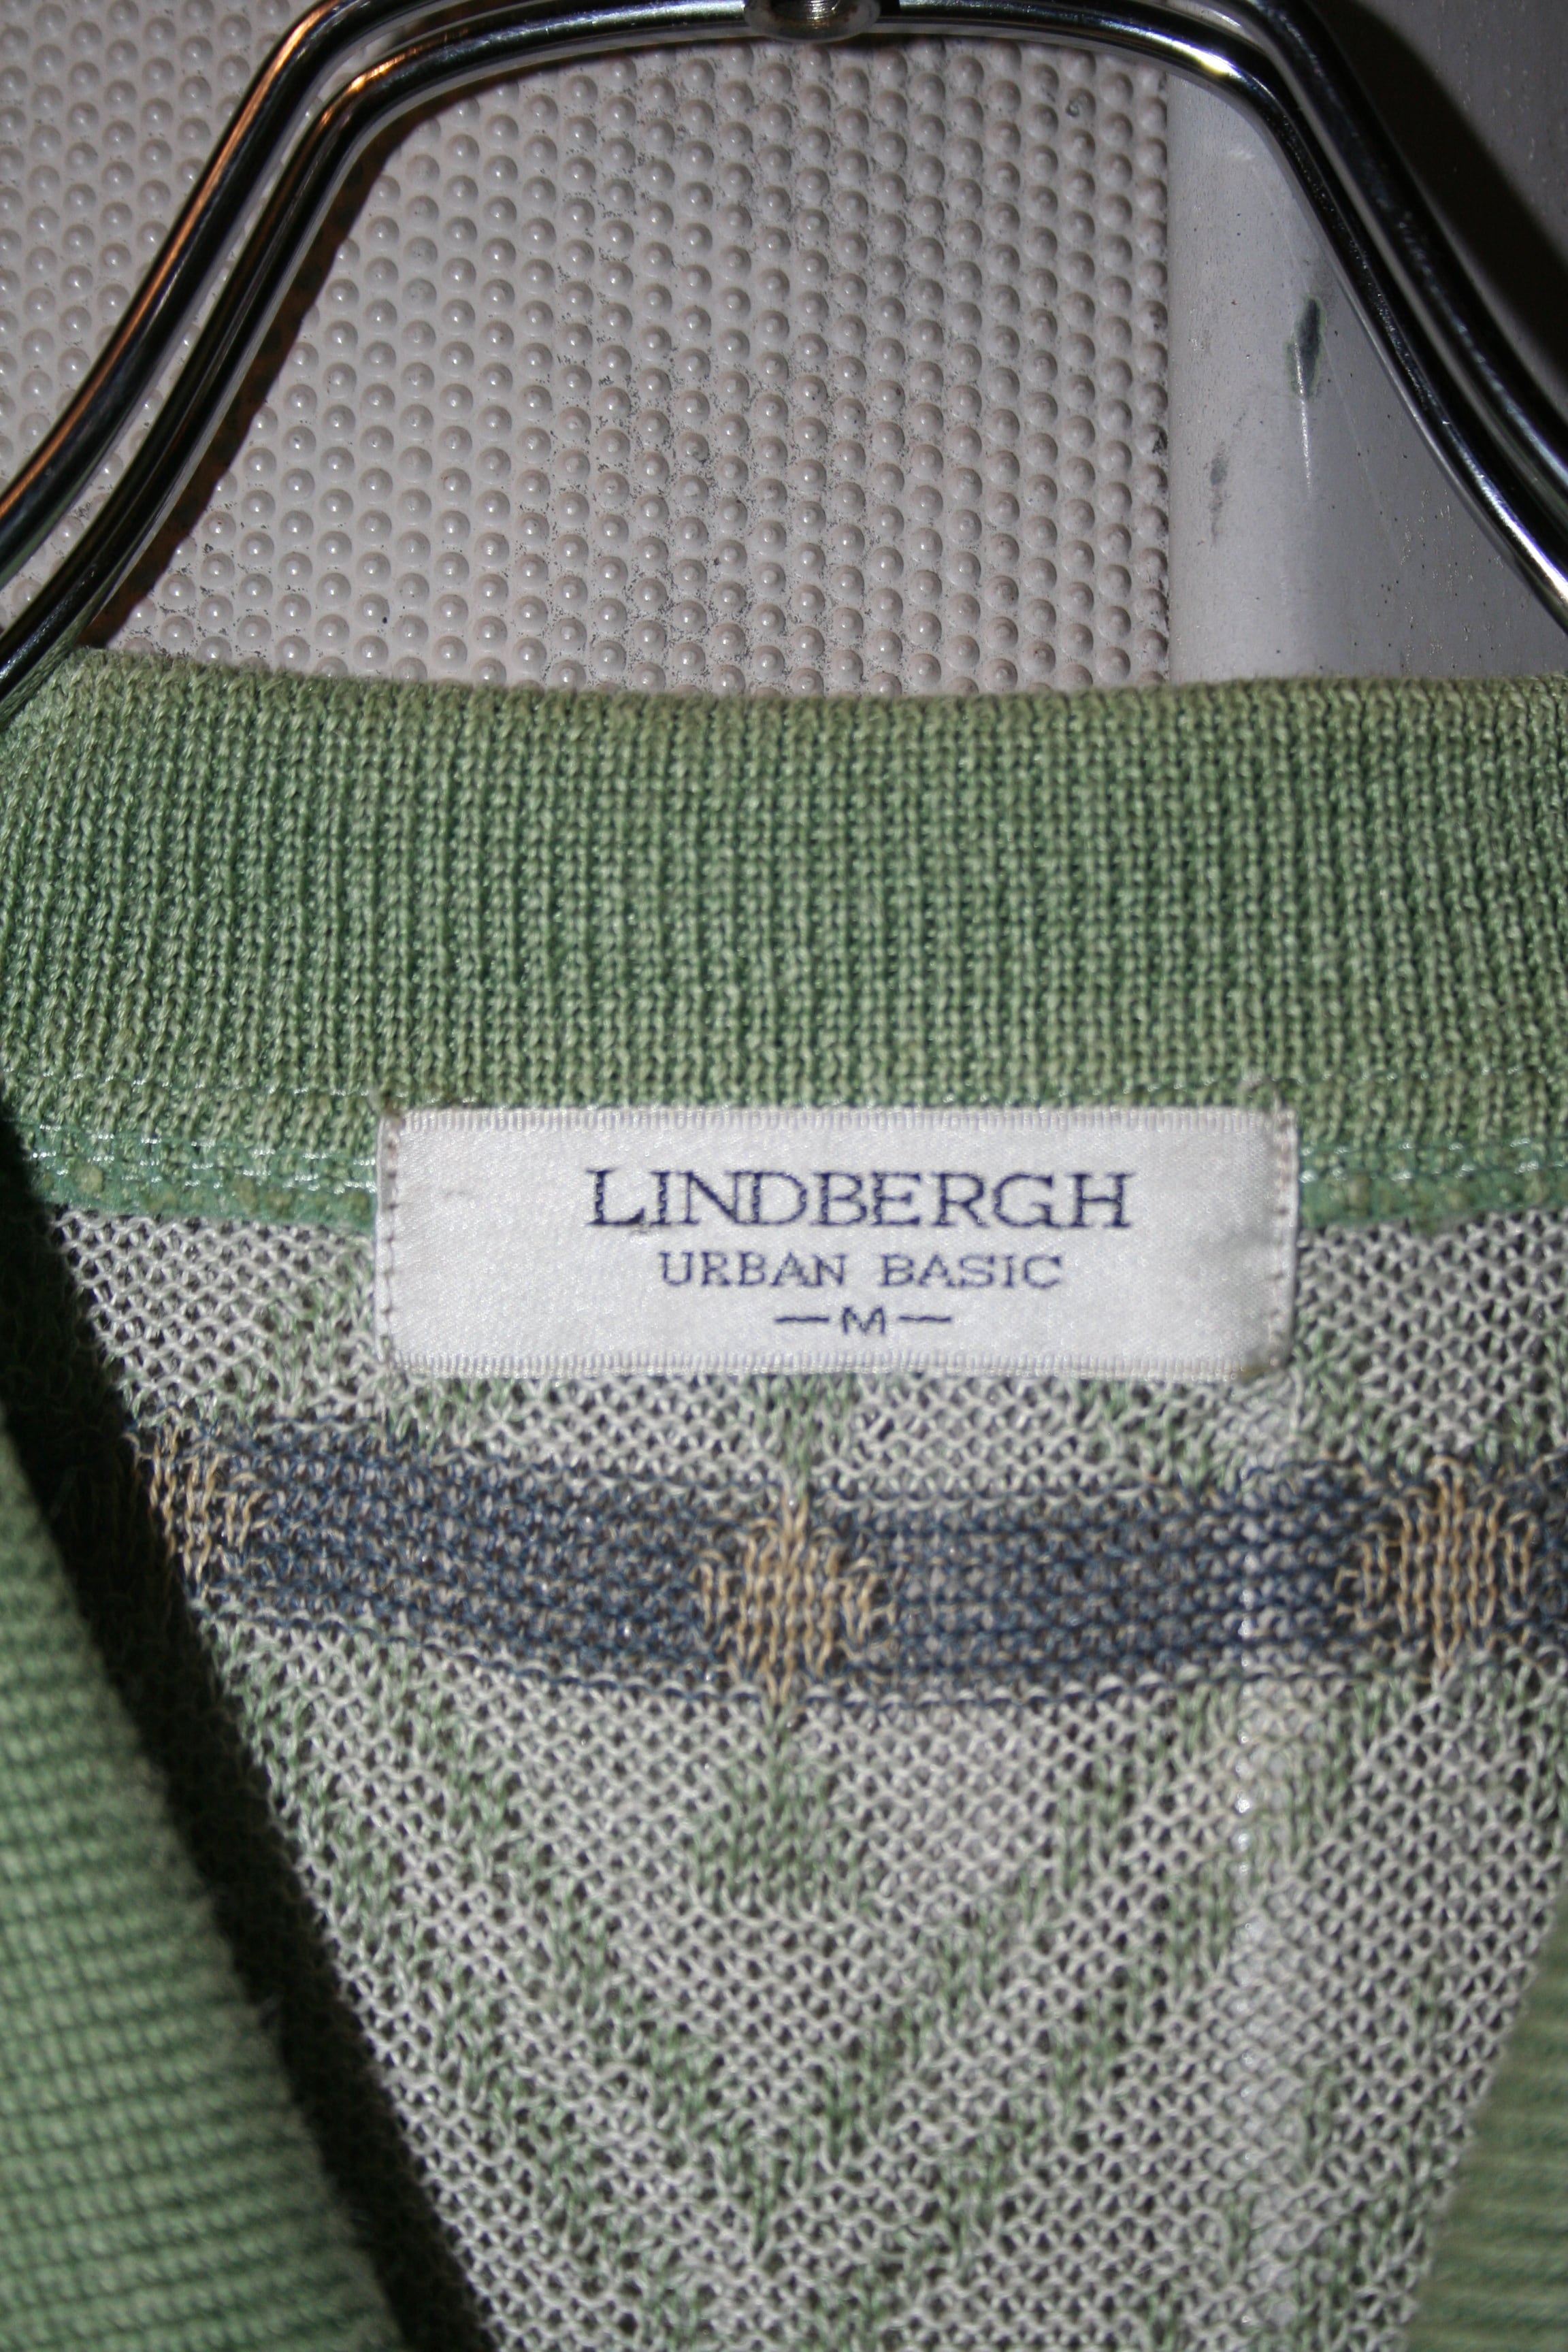 LINDBERGH
URBAN BASIC
—M—